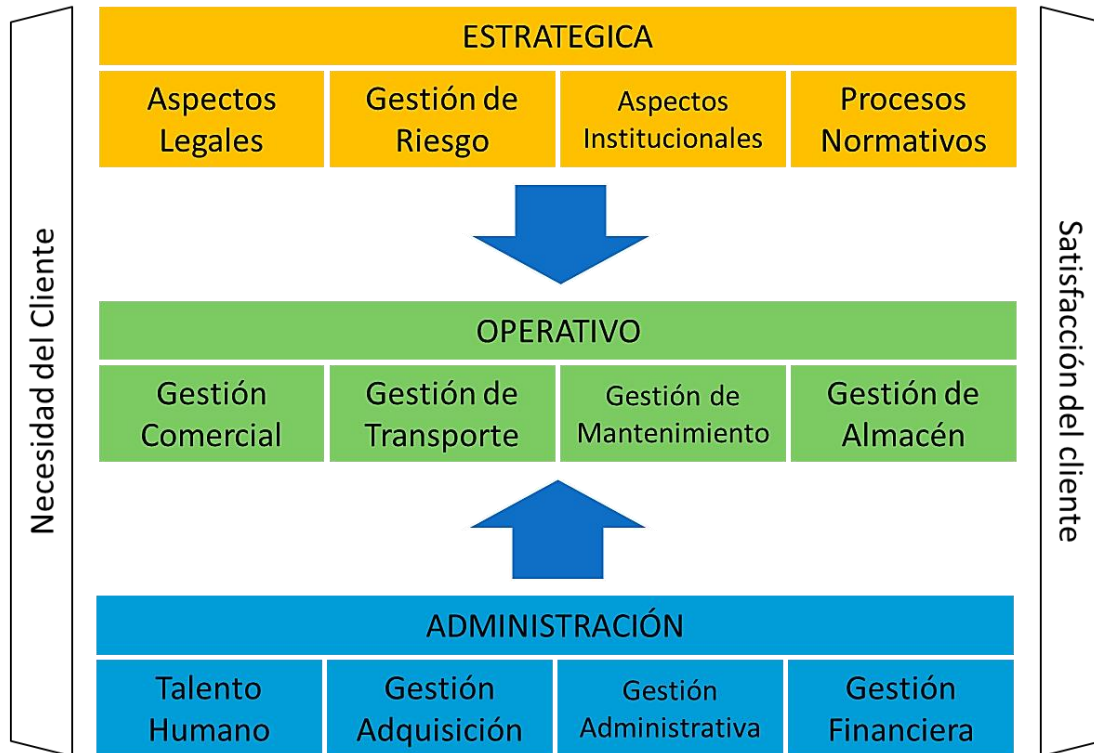 Necesidad del Cliente
ESTRATEGICA
Aspectos
Legales
Gestión de
Riesgo
Aspectos
Institucionales
Procesos
Normativos
OPERATIVO
Gestión
Comercial
Gestión de
Transporte
Gestión de
Mantenimiento
Gestión de
Almacén
ADMINISTRACIÓN
Talento
Humano
Gestión
Adquisición
Gestión
Administrativa
Gestión
Financiera
Satisfacción del cliente